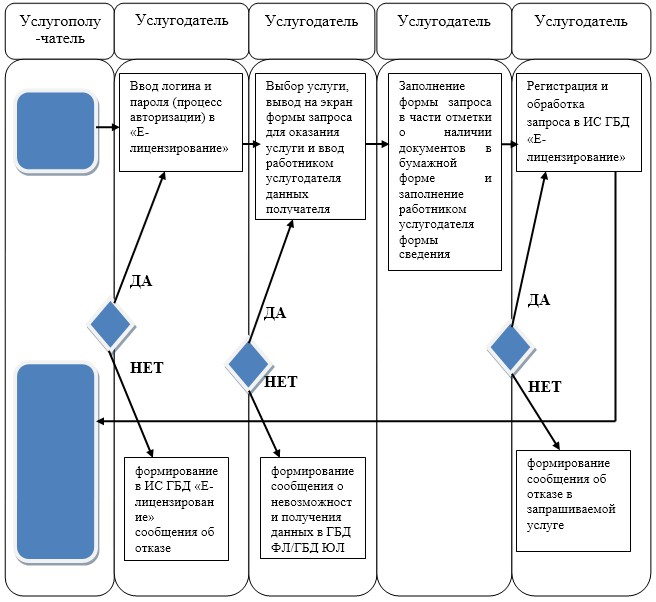 Услугополу
-чатель
Услугодатель
Услугодатель
Услугодатель
Услугодатель
Ввод логина и
пароля (процесс
авторизации) в
«Е-
лицензирование»
Выбор услуги,
вывод на экран
формы запроса
для оказания
услуги и ввод
работником
услугодателя
данных
получателя
Заполнение
формы запроса
в части отметки
о наличии
документов в
бумажной
форме и
заполнение
работником
услугодателя
формы
сведения
Регистрация и
обработка
запроса в ИС ГБД
«Е-
лицензирование»
ДА
ДА
ДА
НЕТ
НЕТ
НЕТ
формирование
в ИС ГБД «Е-
лицензирован
ие»
сообщения об
отказе
формирование
сообщения о
невозможност
и получения
данных в ГБД
ФЛ/ГБД ЮЛ
формирование
сообщения об
отказе в
запрашиваемой
услуге